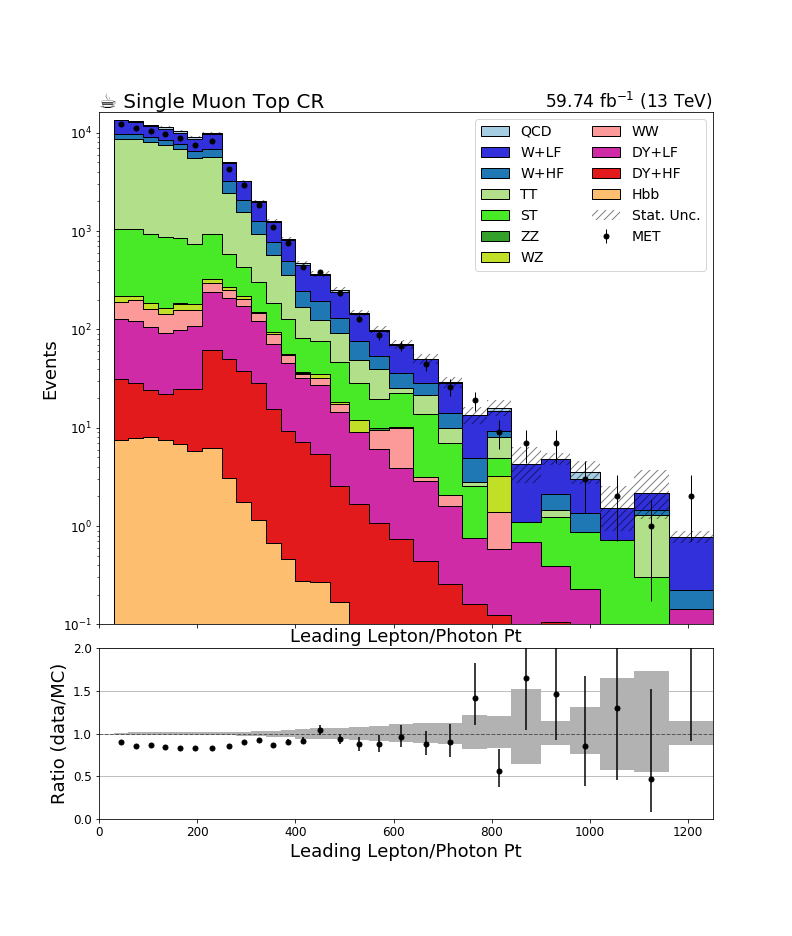 ☕ Single Muon Top CR 59.74 fb⁻¹ (13 TeV)
QCD WW
W+LF DY+LF
W+HF DY+HF
TT Hbb
ST Stat. Unc.
ZZ MET
WZ
Events
10⁴
10³
10²
10¹
10⁰
10⁻¹
Leading Lepton/Photon Pt
Ratio (data/MC)
2.0
1.5
1.0
0.5
0.0
0 200 400 600 800 1000 1200
Leading Lepton/Photon Pt